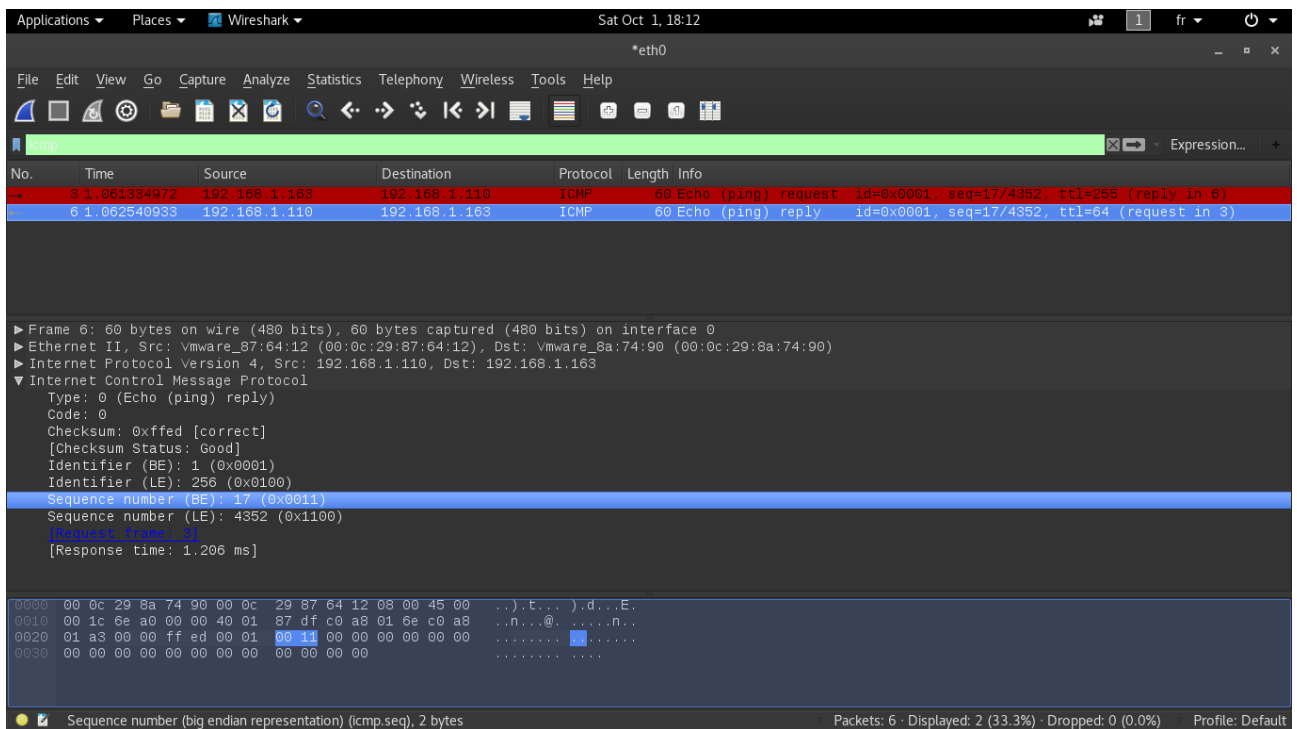 Applications Places Wireshark Sat Oct 1, 18:12 1 fr
*eth0
File Edit View Go Capture Analyze Statistics Telephony Wireless Tools Help
icmp Expression... +
No. Time Source Destination Protocol Length Info
3 1.061334972 192.168.1.163 192.168.1.110 ICMP 60 Echo (ping) request id=0x0001, seq=17/4352, ttl=255 (reply in 6)
6 1.062540933 192.168.1.110 192.168.1.163 ICMP 60 Echo (ping) reply id=0x0001, seq=17/4352, ttl=64 (request in 3)
Frame 6: 60 bytes on wire (480 bits), 60 bytes captured (480 bits) on interface 0
Ethernet II, Src: Vmware_87:64:12 (00:0c:29:87:64:12), Dst: Vmware_8a:74:90 (00:0c:29:8a:74:90)
Internet Protocol Version 4, Src: 192.168.1.110, Dst: 192.168.1.163
Internet Control Message Protocol
Type: 0 (Echo (ping) reply)
Code: 0
Checksum: 0xffed [correct]
[Checksum Status: Good]
Identifier (BE): 1 (0x0001)
Identifier (LE): 256 (0x0100)
Sequence number (BE): 17 (0x0011)
Sequence number (LE): 4352 (0x1100)
[Request frame: 3]
[Response time: 1.206 ms]
0000 00 0c 29 8a 74 90 00 0c 29 87 64 12 08 00 45 00 ..).t... ).d...E.
0010 00 1c 6e a0 00 00 40 01 87 df c0 a8 01 6e c0 a8 ..n...@. .....n..
0020 01 a3 00 00 ff ed 00 01 00 11 00 00 00 00 00 00 ........ ........
0030 00 00 00 00 00 00 00 00 00 00 00 00 ........ ....
Sequence number (big endian representation) (icmp.seq), 2 bytes Packets: 6 · Displayed: 2 (33.3%) · Dropped: 0 (0.0%) Profile: Default